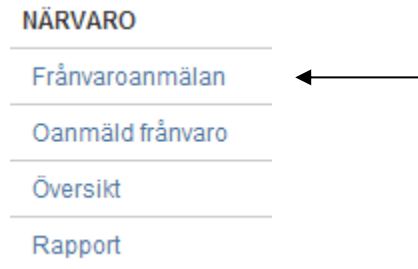 NÄRVARO
Frånvaroanmälan
Oanmäld frånvaro
Översikt
Rapport